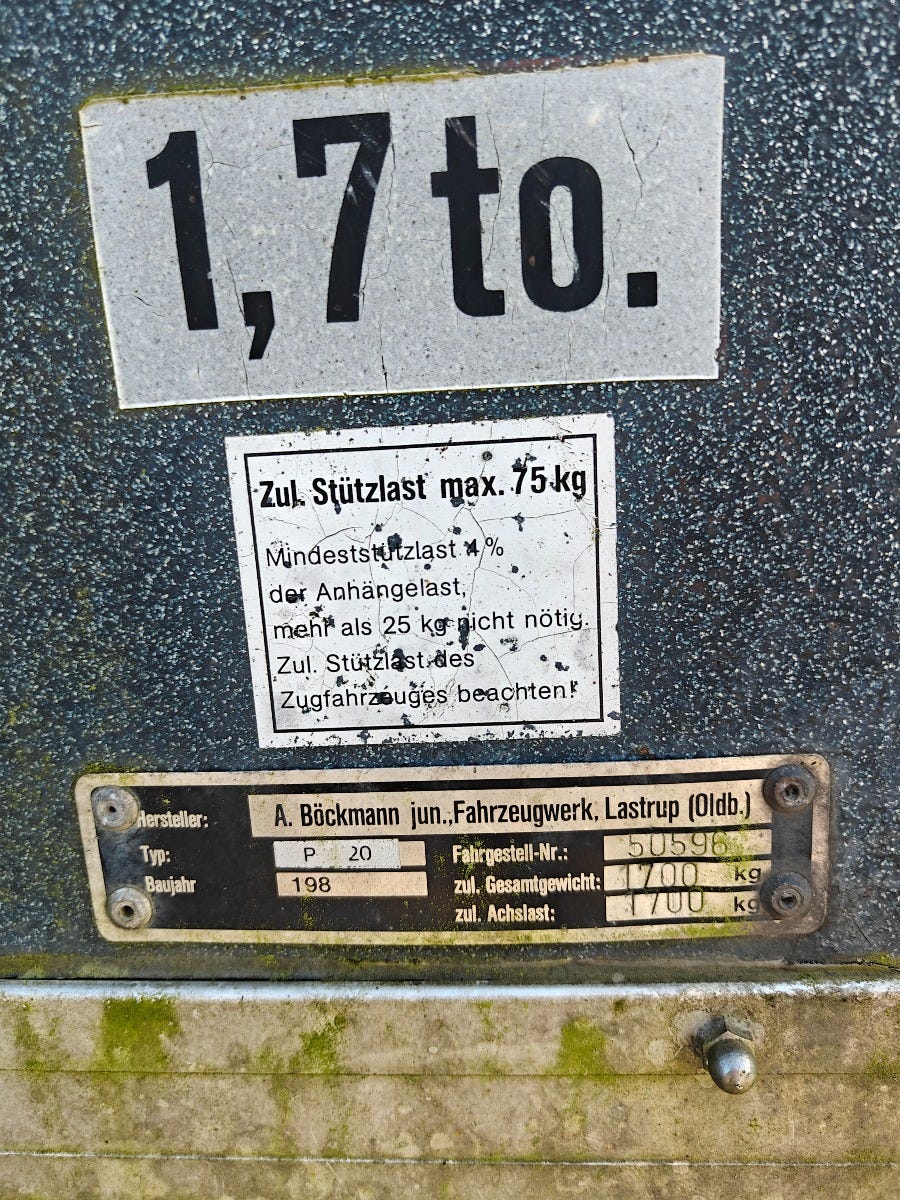 1,7 to.
Zul. Stützlast max. 75 kg
Mindeststützlast 4 %
der Anhängelast,
mehr als 25 kg nicht nötig.
Zul. Stützlast des
Zugfahrzeuges beachten!
Hersteller: A. Böckmann jun., Fahrzeugwerk, Lastrup (Oldb.)
Typ: P 20 Fahrgestell-Nr.: 50596
Baujahr 198 zul. Gesamtgewicht: 1700 kg
zul. Achslast: 1700 kg